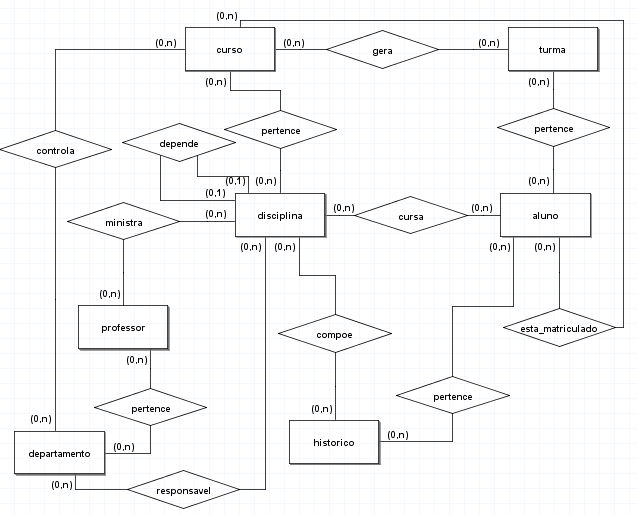 (0,n)
(0,n)
curso
(0,n)
gera
(0,n)
turma
(0,n)
(0,n)
pertence
pertence
depende
controla
(0,1)
(0,n)
(0,n)
(0,1)
ministra
(0,n)
disciplina
(0,n)
cursa
(0,n)
aluno
(0,n)
(0,n)
(0,n)
(0,n)
(0,n)
professor
compoe
esta_matriculado
(0,n)
pertence
pertence
(0,n)
(0,n)
(0,n)
(0,n)
departamento
historico
(0,n)
responsavel